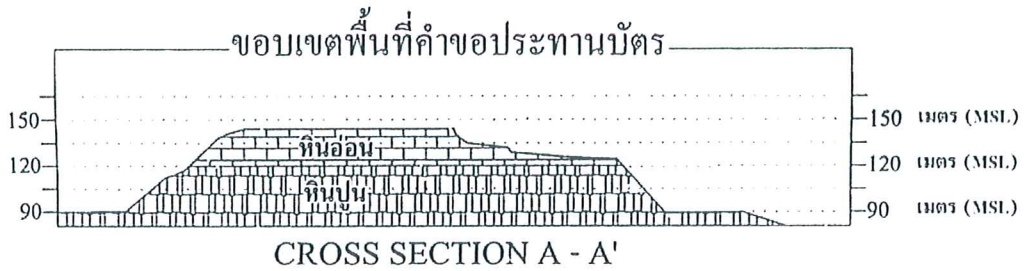 ขอบเขตพื้นที่คำขอประทานบัตร
150 150 เมตร (MSL)
หินอ่อน
120 120 เมตร (MSL)
หินปูน
90 90 เมตร (MSL)
CROSS SECTION A - A'